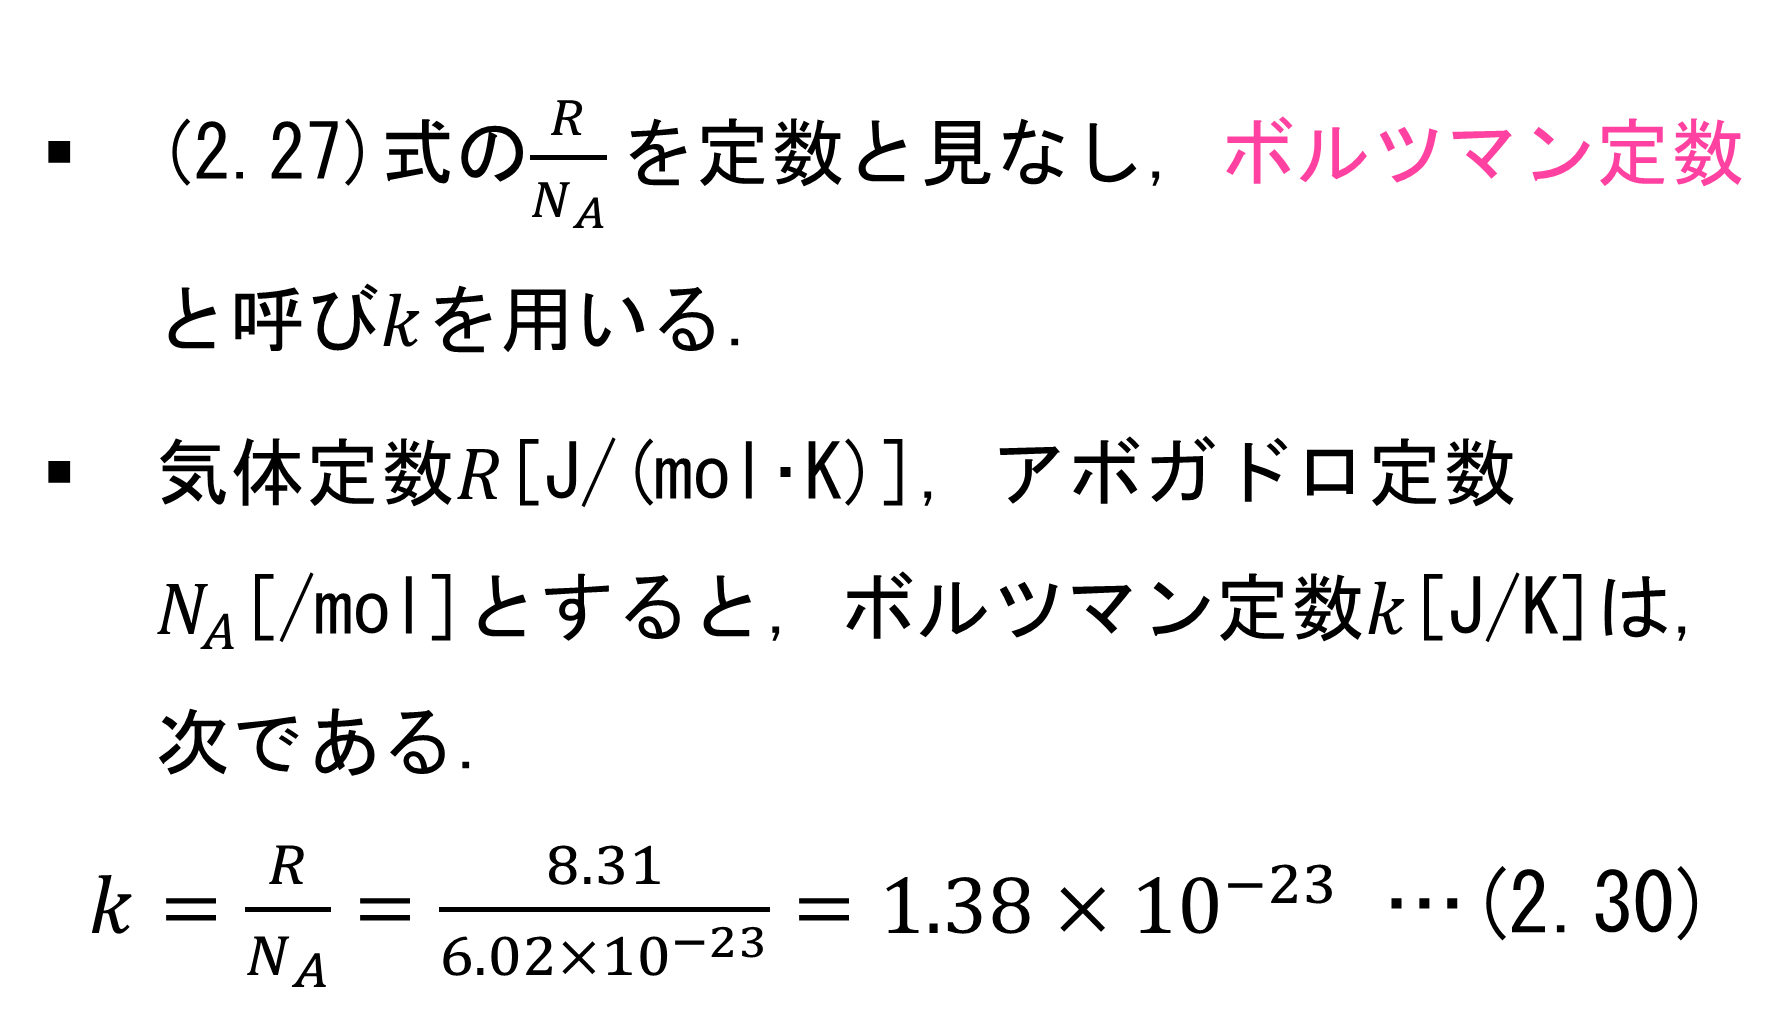 ▪ (2.27)式の R/N_A を定数と見なし, ボルツマン定数
と呼びkを用いる.
▪ 気体定数R[J/(mol·K)], アボガドロ定数
N_A[/mol]とすると, ボルツマン定数k[J/K]は,
次である.
k = R/N_A = 8.31/(6.02×10^−23) = 1.38 × 10^−23 …(2.30)